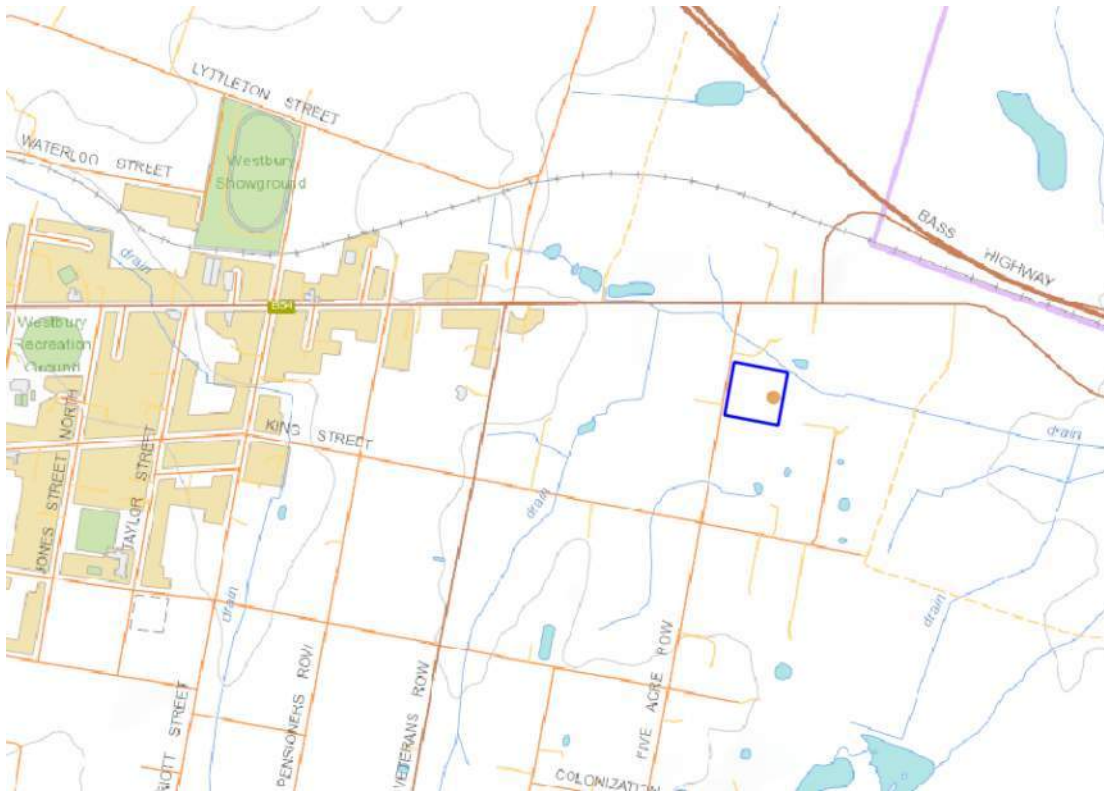 LYTTLETON STREET
WATERLOO STREET
Westbury
Showground
BASS HIGHWAY
drain
B54
Westbury
Recreation
Ground
KING STREET
drain
JONES STREET NORTH
TAYLOR STREET
drain
drain
drain
PENSIONERS ROW
VETERANS ROW
FIVE ACRE ROW
STREET
COLONIZATION